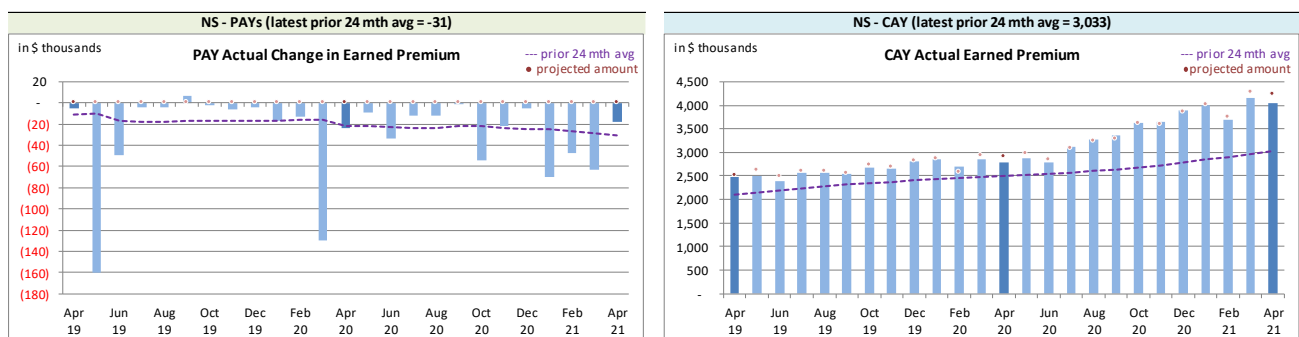 NS - PAYs (latest prior 24 mth avg = -31)
in $ thousands
PAY Actual Change in Earned Premium
--- prior 24 mth avg
• projected amount
20
-
(20)
(40)
(60)
(80)
(100)
(120)
(140)
(160)
(180)
Apr Jun Aug Oct Dec Feb Apr Jun Aug Oct Dec Feb Apr
19 19 19 19 19 20 20 20 20 20 20 21 21
NS - CAY (latest prior 24 mth avg = 3,033)
in $ thousands
CAY Actual Earned Premium
--- prior 24 mth avg
• projected amount
4,500
4,000
3,500
3,000
2,500
2,000
1,500
1,000
500
-
Apr Jun Aug Oct Dec Feb Apr Jun Aug Oct Dec Feb Apr
19 19 19 19 19 20 20 20 20 20 20 21 21